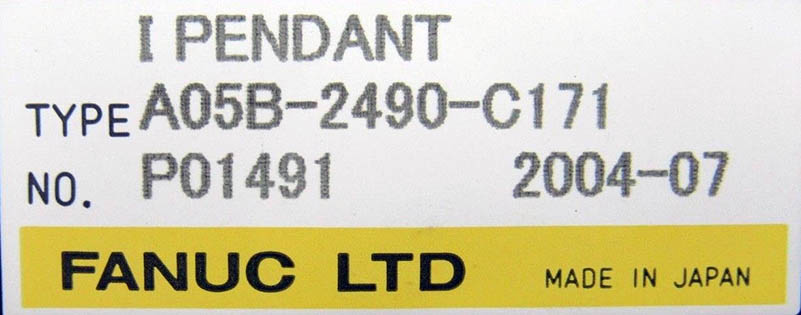 I PENDANT
TYPE A05B-2490-C171
NO. P01491 2004-07
FANUC LTD MADE IN JAPAN